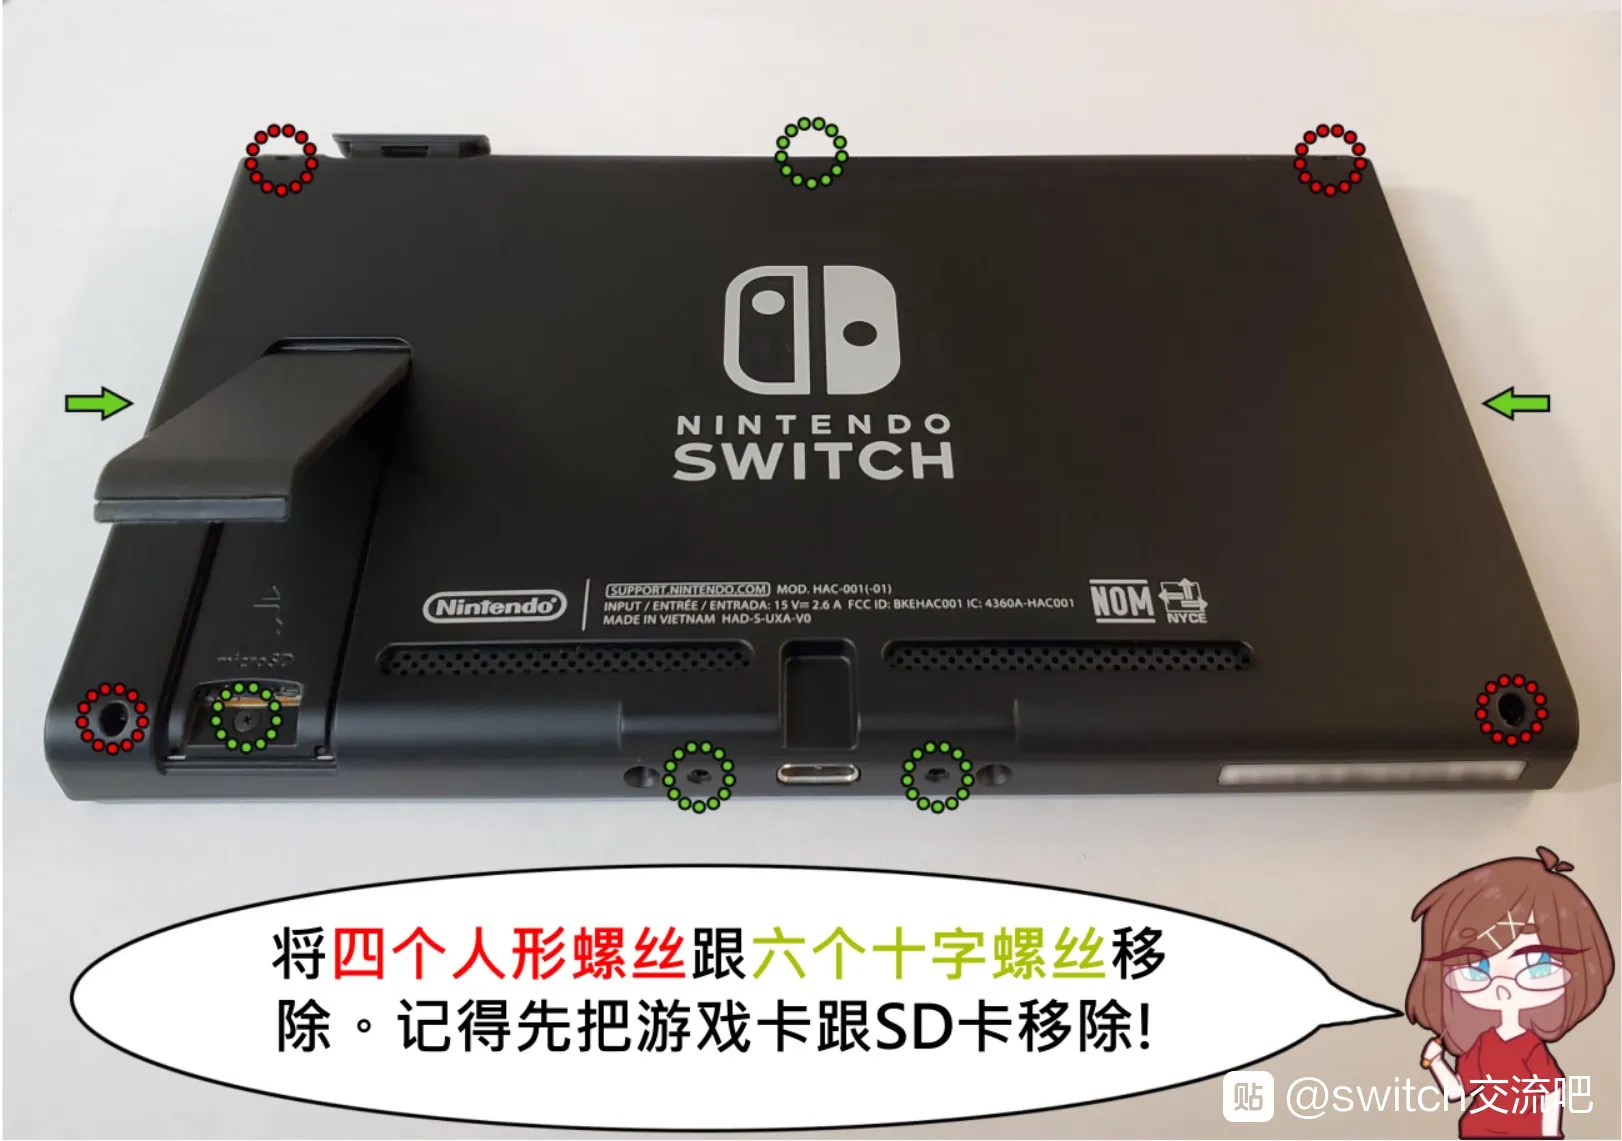 NINTENDO
SWITCH
Nintendo
SUPPORT.NINTENDO.COM MOD. HAC-001(-01)
INPUT / ENTRÉE / ENTRADA: 15 V⎓ 2.6 A FCC ID: BKEHAC001 IC: 4360A-HAC001
MADE IN VIETNAM HAD-S-UXA-V0
NOM
NYCE
microSD
将四个人形螺丝跟六个十字螺丝移
除。记得先把游戏卡跟SD卡移除!
贴 @switch交流吧